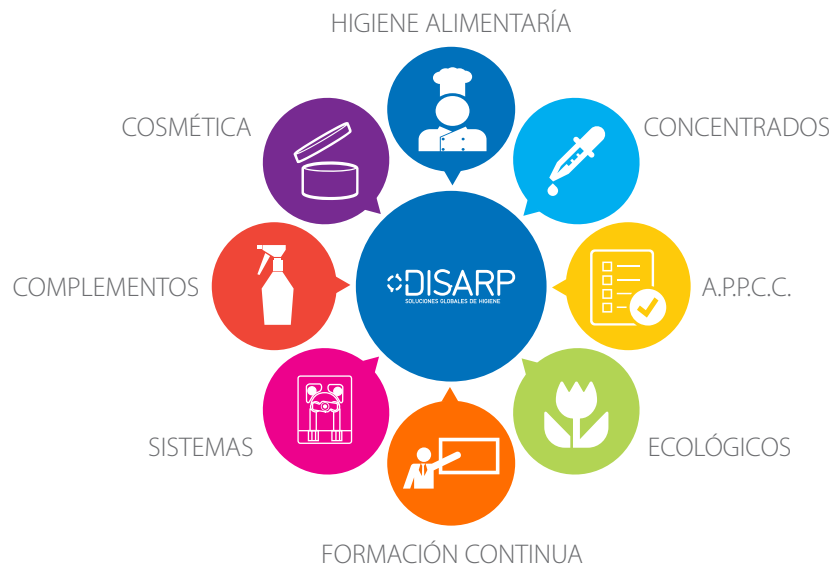 HIGIENE ALIMENTARÍA
COSMÉTICA
CONCENTRADOS
COMPLEMENTOS
DISARP
SOLUCIONES GLOBALES DE HIGIENE
A.P.P.C.C.
SISTEMAS
ECOLÓGICOS
FORMACIÓN CONTINUA